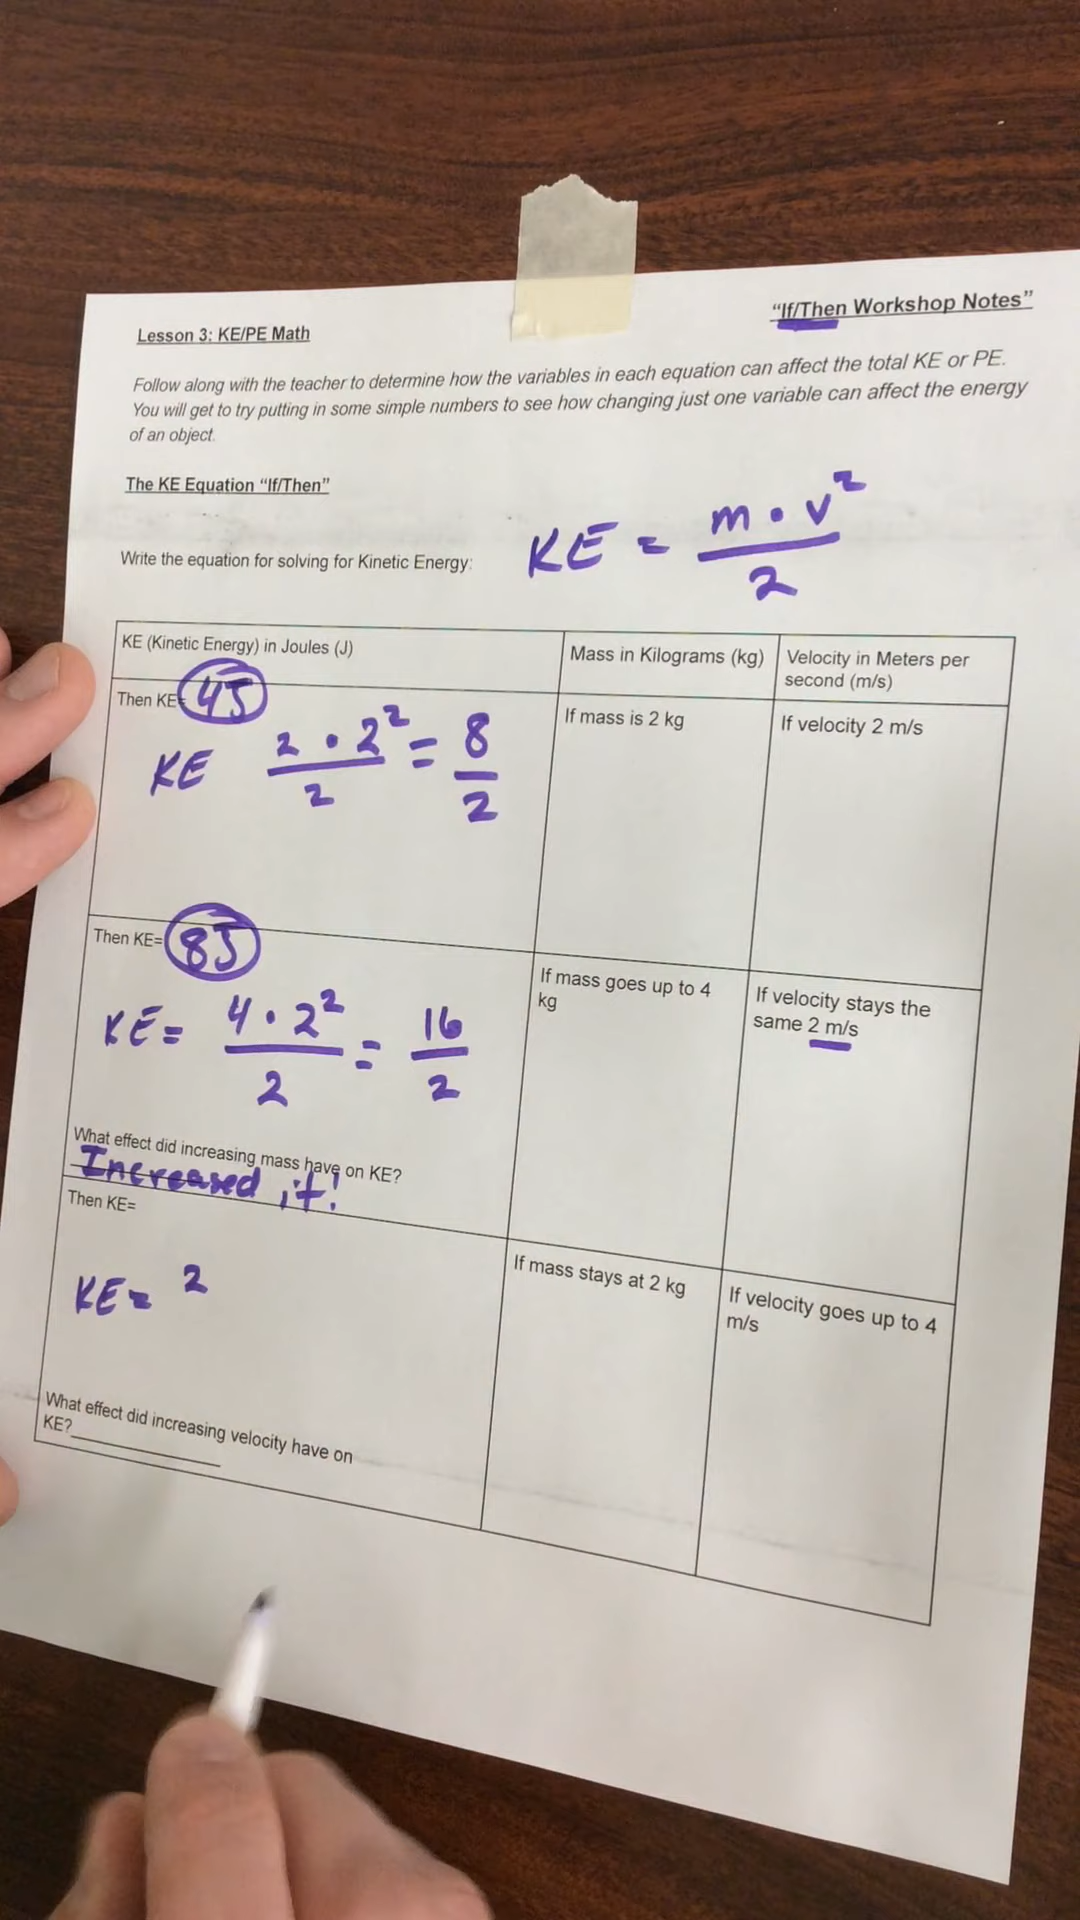 "If/Then Workshop Notes"
Lesson 3: KE/PE Math
Follow along with the teacher to determine how the variables in each equation can affect the total KE or PE.
You will get to try putting in some simple numbers to see how changing just one variable can affect the energy
of an object.
The KE Equation "If/Then"
Write the equation for solving for Kinetic Energy:
KE = m • v²
2
KE (Kinetic Energy) in Joules (J)
Mass in Kilograms (kg)
Velocity in Meters per
second (m/s)
Then KE= 4J
KE 2 • 2² = 8
2 2
If mass is 2 kg
If velocity 2 m/s
Then KE= 8J
KE = 4 • 2² = 16
2 2
What effect did increasing mass have on KE?
Increased it!
If mass goes up to 4
kg
If velocity stays the
same 2 m/s
Then KE=
KE = 2
What effect did increasing velocity have on
KE?
If mass stays at 2 kg
If velocity goes up to 4
m/s